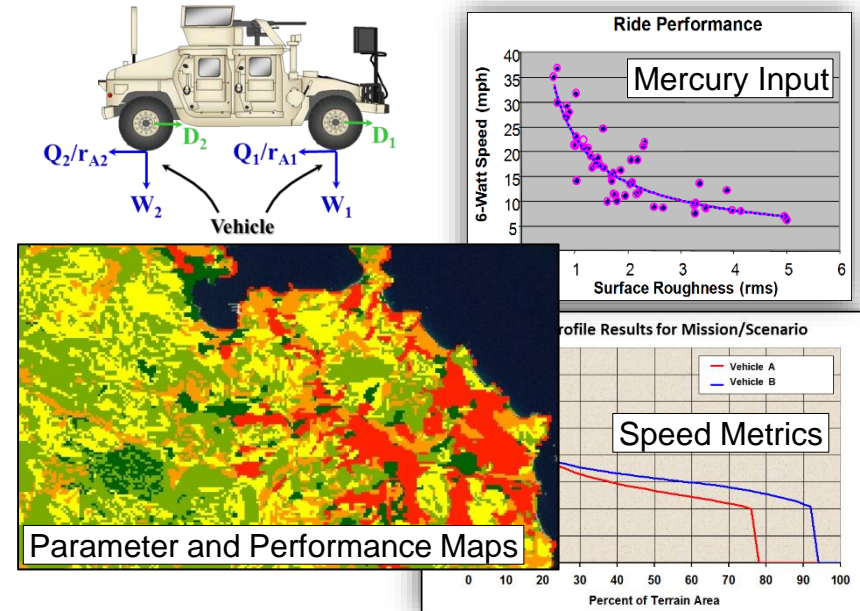 D₂
D₁
Q₂/rA2
Q₁/rA1
W₂
W₁
Vehicle
Ride Performance
Mercury Input
6-Watt Speed (mph)
40
35
30
25
20
15
10
5
1
2
3
4
5
6
Surface Roughness (rms)
rofile Results for Mission/Scenario
Vehicle A
Vehicle B
Speed Metrics
0 10 20 30 40 50 60 70 80 90 100
Percent of Terrain Area
Parameter and Performance Maps